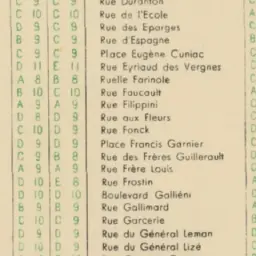 C 9 D 9 Rue Duranton
C 10 C 10 Rue de l'Ecole
D 9 C 9 Rue des Eparges
B 9 C 9 Rue d'Espagne
C 9 C 9 Place Eugène Cuniac
D 11 E 11 Rue Eyriaud des Vergnes
A 8 B 8 Ruelle Farinole
B 10 C 10 Rue Faucault
A 9 A 9 Rue Filippini
D 8 D 9 Rue aux Fleurs
C 10 D 9 Rue Fonck
D 9 D 9 Place Francis Garnier
C 9 B 8 Rue des Frères Guillerault
A 9 A 9 Rue Frère Louis
D 10 E 8 Rue Frostin
D 10 D 10 Boulevard Galliéni
B 9 B 9 Rue Gallimard
C 10 C 9 Rue Garcerie
D 9 D 9 Rue du Général Leman
D 10 D 9 Rue du Général Lizé